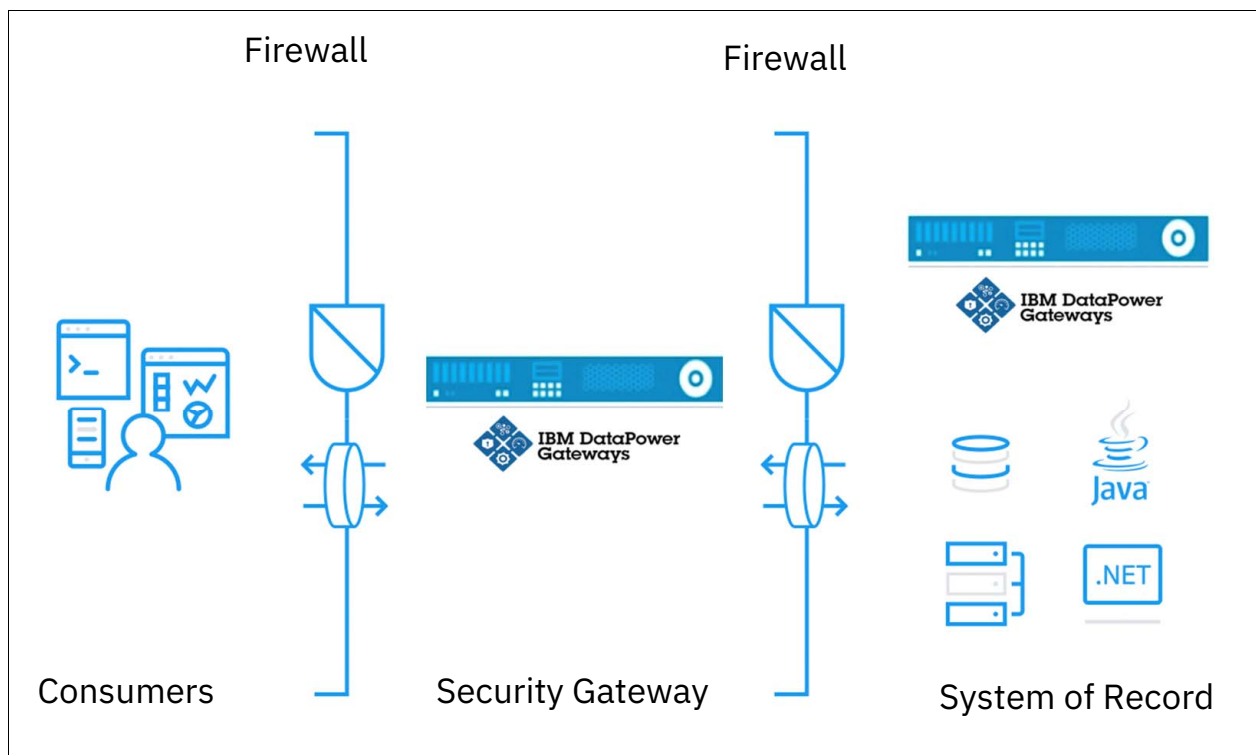 Firewall
Firewall
IBM DataPower
Gateways
IBM DataPower
Gateways
>_
Java
.NET
Consumers
Security Gateway
System of Record